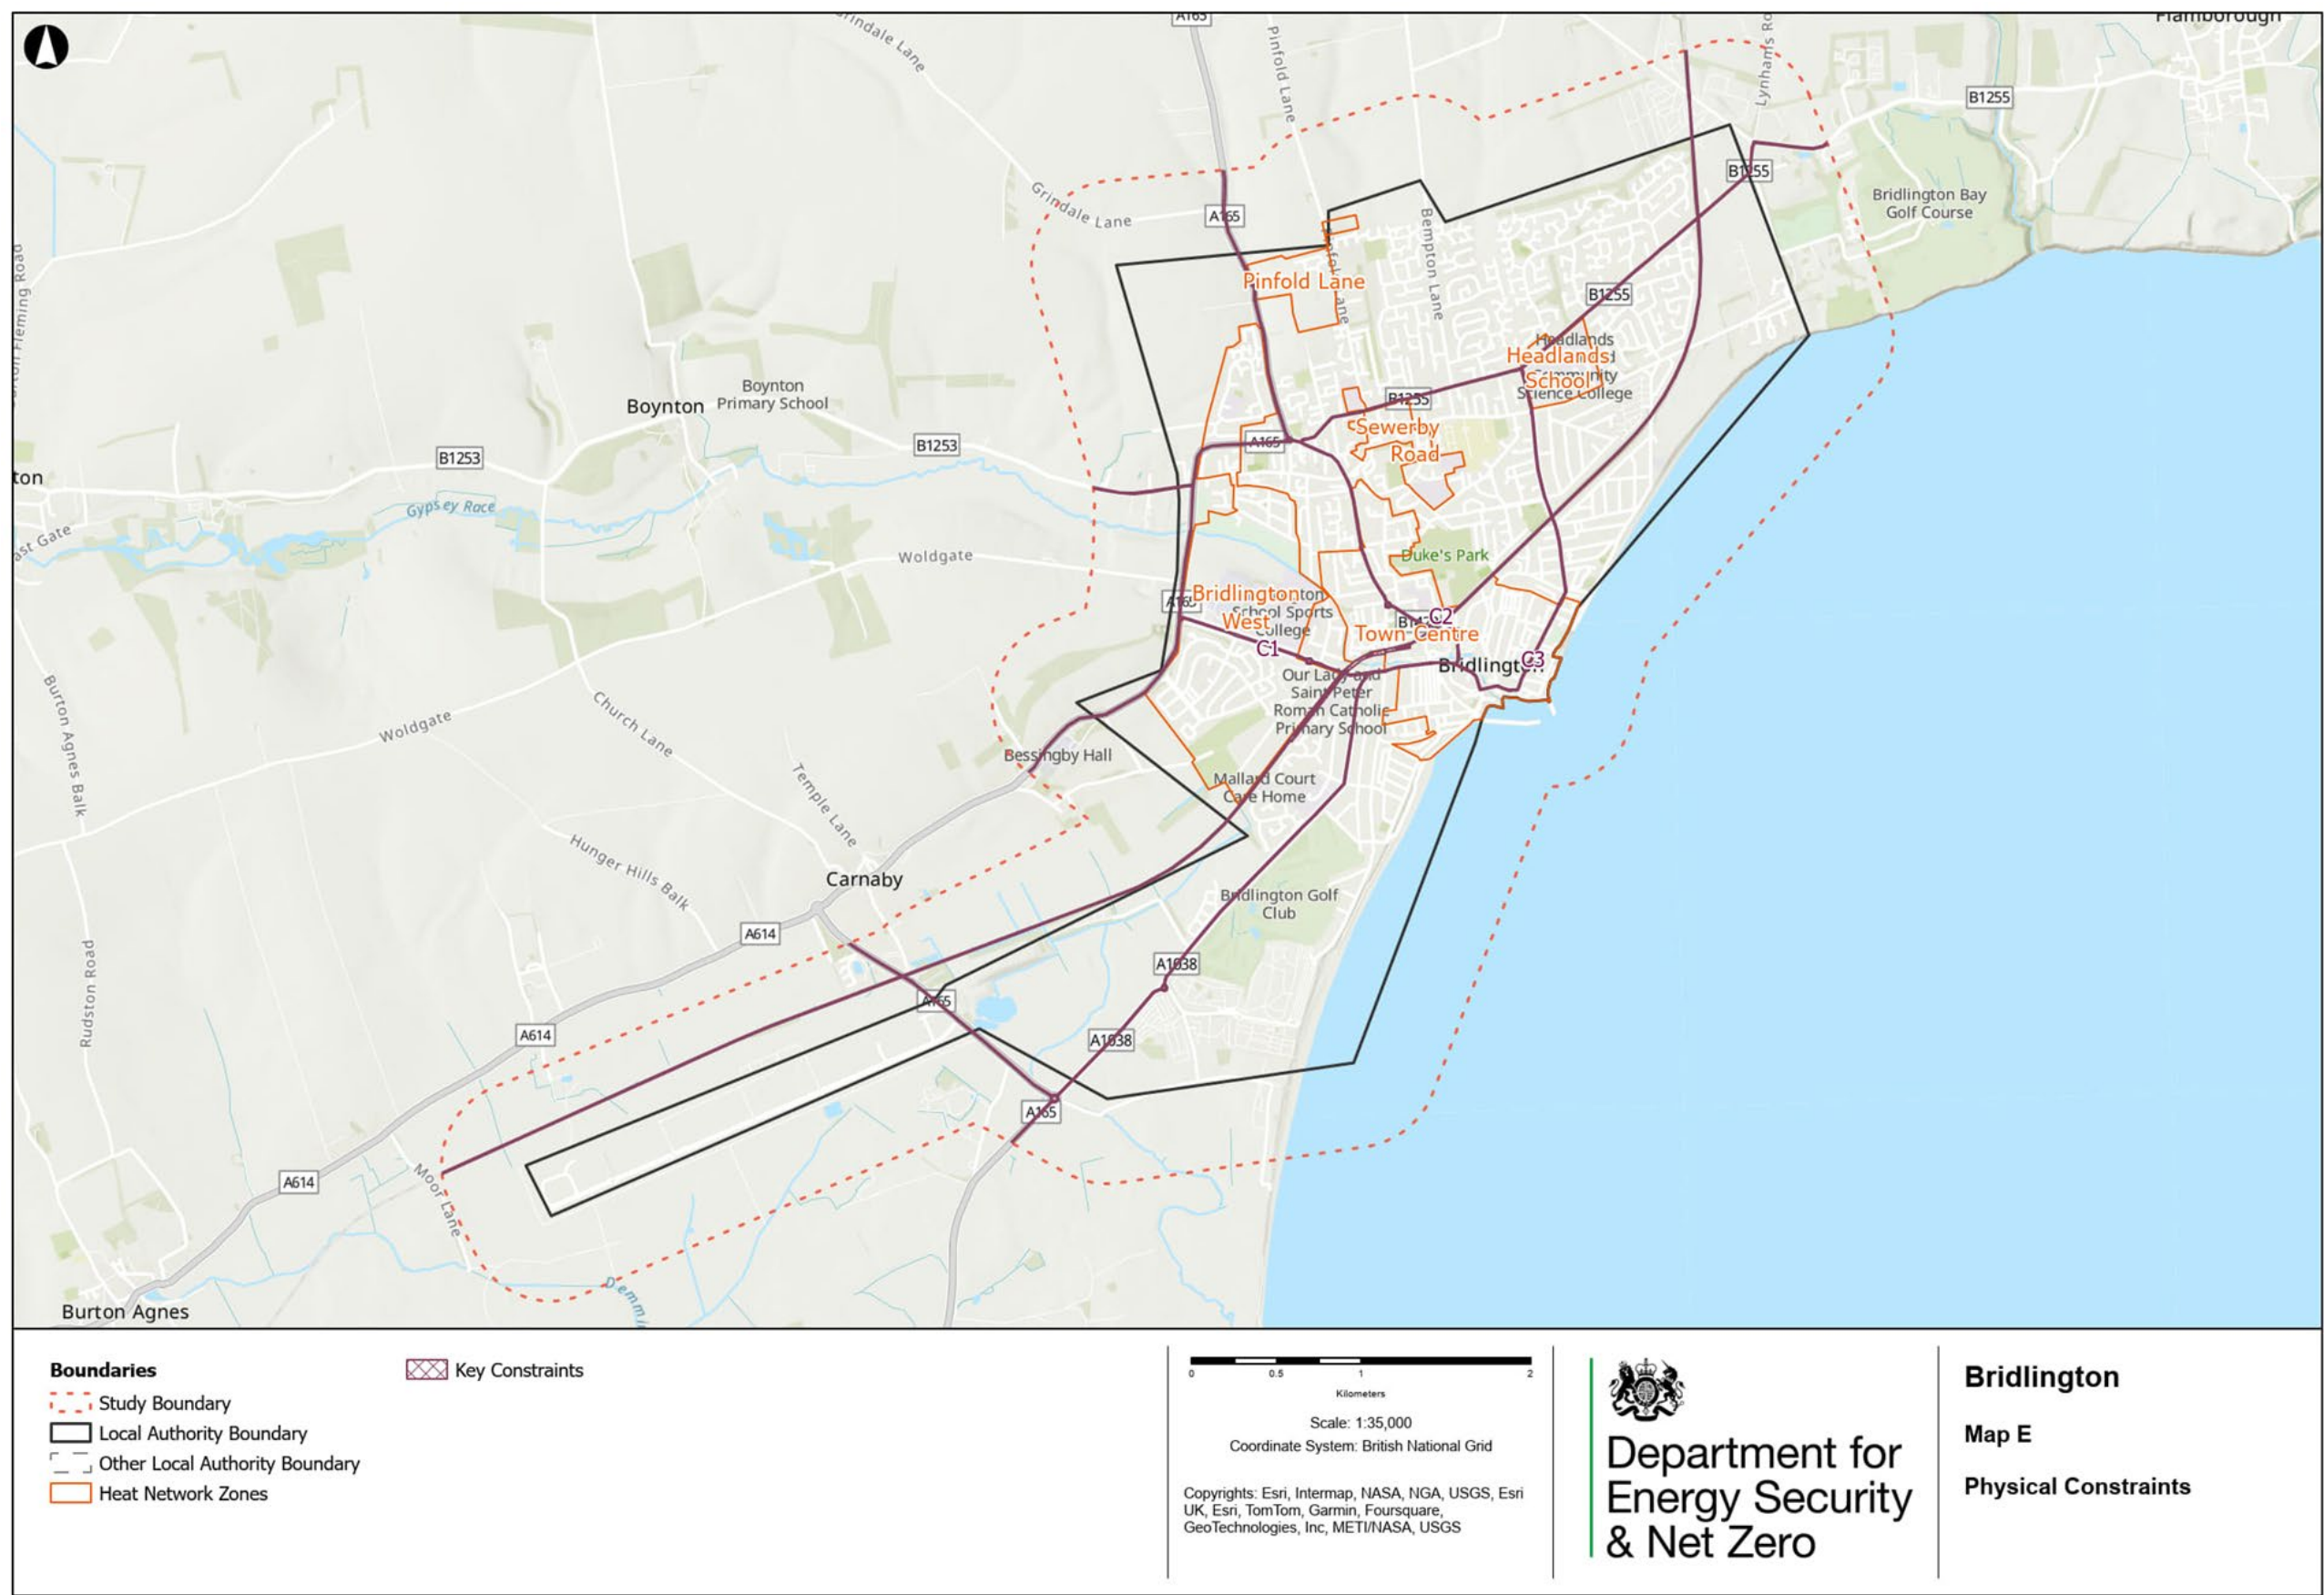 A165
Flamborough
Grindale Lane
Pinfold Lane
Lynhams Ro
B1255
B1255
Bridlington Bay
Golf Course
Grindale Lane
A165
Bempton Lane
Pinfold Lane
B1255
Headlands
School
Community
Science College
Boynton
Primary School
Boynton
B1255
Sewerby
Road
B1253
B1253
A165
ton
Gypsey Race
ast Gate
Woldgate
Duke's Park
A165
Bridlington
West
School Sports
College
C1
C2
Town Centre
C3
Our Lady and
Saint Peter
Roman Catholic
Primary School
Burton Agnes Balk
Woldgate
Church Lane
Bessingby Hall
Temple Lane
Mallard Court
Care Home
Hunger Hills Balk
Carnaby
Bridlington Golf
Club
A614
Rudston Road
A1038
A165
A614
A1038
A165
Moor Lane
A614
Burton Agnes
Boundaries
Study Boundary
Local Authority Boundary
Other Local Authority Boundary
Heat Network Zones
Key Constraints
0 0.5 1 2
Kilometers
Scale: 1:35,000
Coordinate System: British National Grid
Copyrights: Esri, Intermap, NASA, NGA, USGS, Esri
UK, Esri, TomTom, Garmin, Foursquare,
GeoTechnologies, Inc, METI/NASA, USGS
Department for
Energy Security
& Net Zero
Bridlington
Map E
Physical Constraints